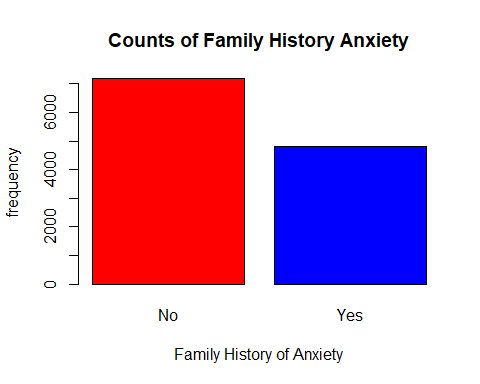 Counts of Family History Anxiety
frequency
6000
4000
2000
0
No Yes
Family History of Anxiety